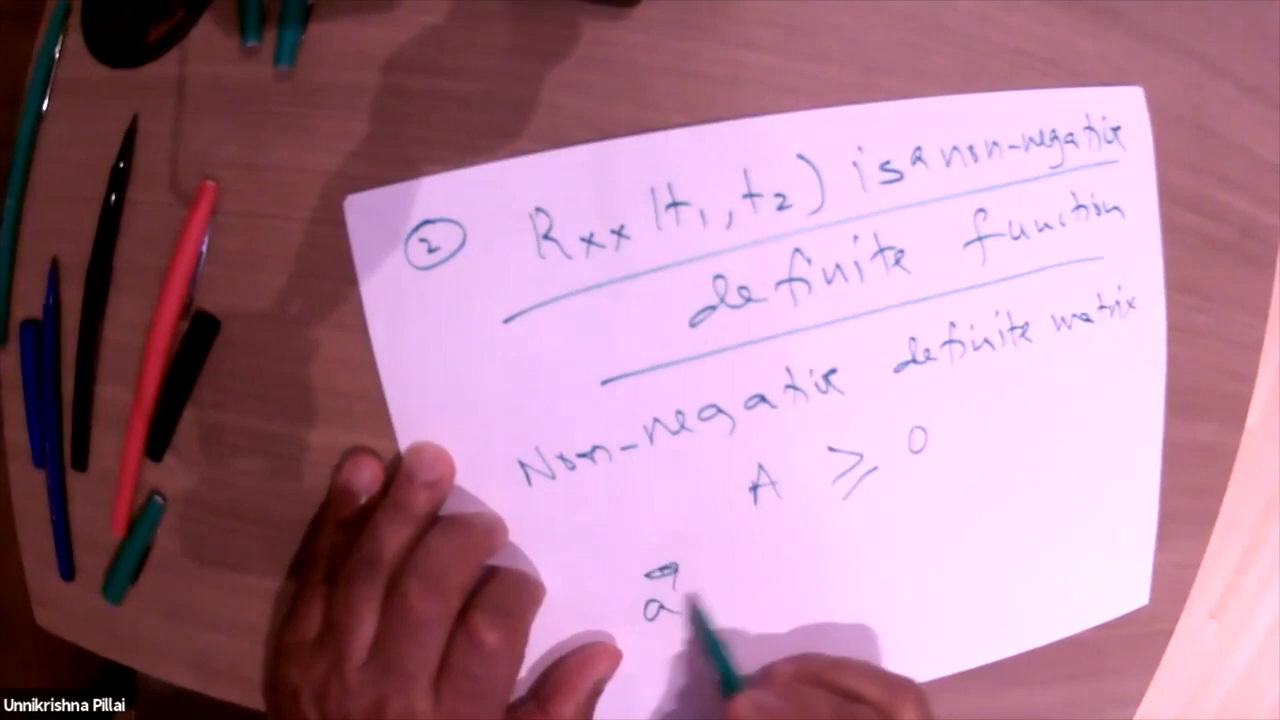 ② Rxx(t1, t2) is a non-negative
definite function
Non-negative definite matrix
A ≥ 0
a⃗
Unnikrishna Pillai